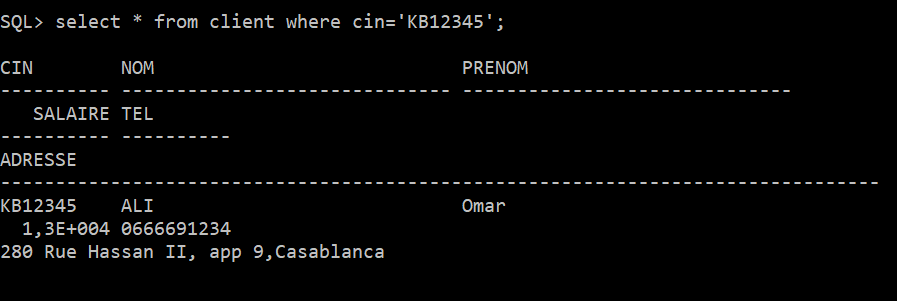 SQL> select * from client where cin='KB12345';
CIN        NOM                            PRENOM
---------- ------------------------------ ------------------------------
   SALAIRE TEL
---------- ----------
ADRESSE
--------------------------------------------------------------------------------
KB12345    ALI                            Omar
  1,3E+004 0666691234
280 Rue Hassan II, app 9,Casablanca